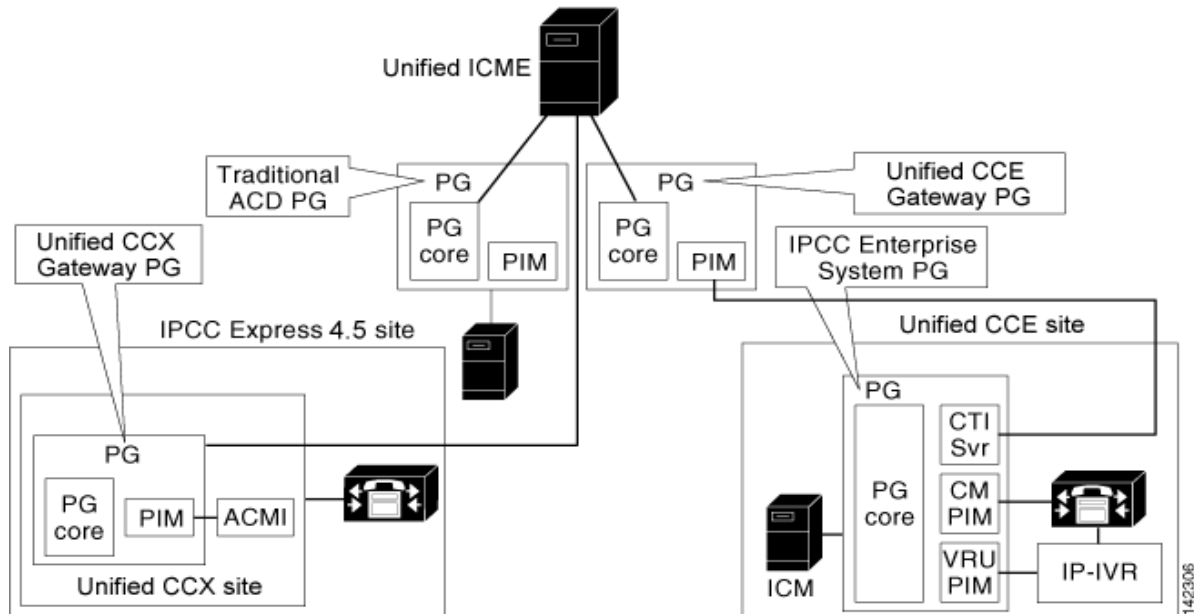 Unified ICME
Traditional
ACD PG
PG
PG
core
PIM
PG
PG
core
PIM
Unified CCE
Gateway PG
Unified CCX
Gateway PG
IPCC Enterprise
System PG
IPCC Express 4.5 site
Unified CCE site
PG
PG
core
PIM
ACMI
Unified CCX site
PG
PG
core
CTI
Svr
CM
PIM
VRU
PIM
ICM
IP-IVR
142306